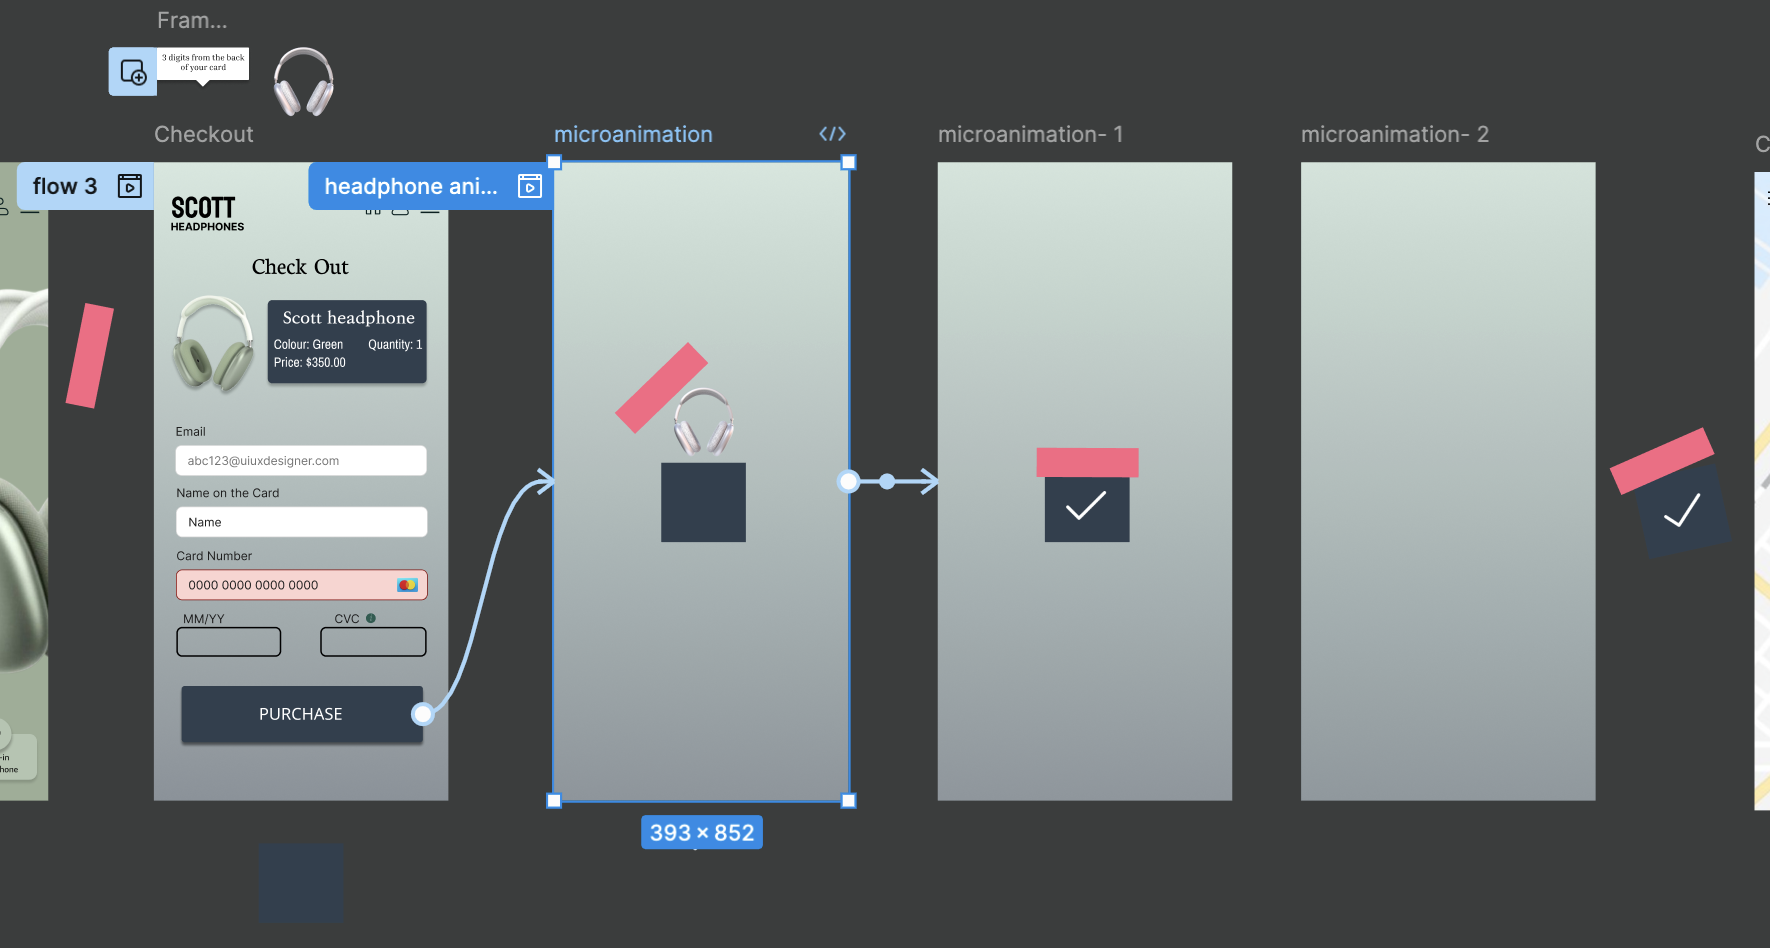 Fram...
3 digits from the back
of your card
Checkout
microanimation
microanimation- 1
microanimation- 2
C
flow 3
headphone ani...
SCOTT
HEADPHONES
Check Out
Scott headphone
Colour: Green Quantity: 1
Price: $350.00
Email
abc123@uiuxdesigner.com
Name on the Card
Name
Card Number
0000 0000 0000 0000
MM/YY CVC
PURCHASE
-in
hone
393 × 852